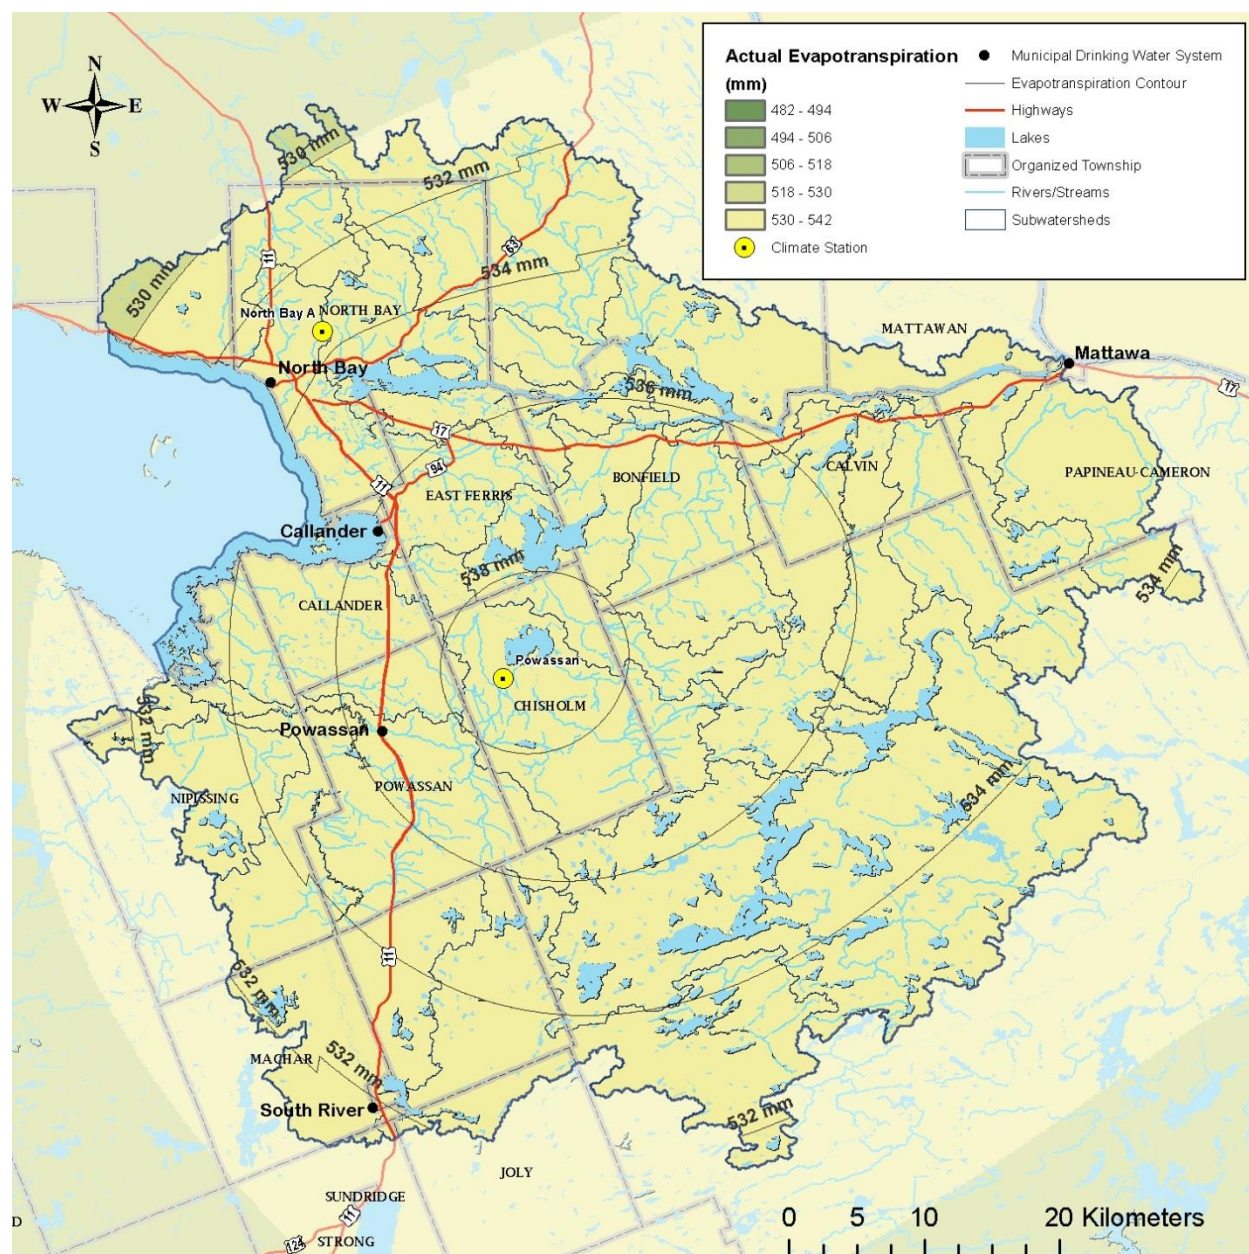 N
W E
S
Actual Evapotranspiration
(mm)
482 - 494
494 - 506
506 - 518
518 - 530
530 - 542
Climate Station
Municipal Drinking Water System
Evapotranspiration Contour
Highways
Lakes
Organized Township
Rivers/Streams
Subwatersheds
530 mm
532 mm
11
63
534 mm
530 mm
North Bay A
NORTH BAY
MATTAWAN
Mattawa
North Bay
536 mm
17
17
94
11
BONFIELD
CALVIN
PAPINEAU-CAMERON
EAST FERRIS
Callander
538 mm
534 mm
CALLANDER
Powassan
CHISHOLM
532 mm
Powassan
POWASSAN
NIPISSING
534 mm
11
532 mm
MACHAR
532 mm
South River
532 mm
JOLY
SUNDRIDGE
11
STRONG
124
D
0 5 10 20 Kilometers